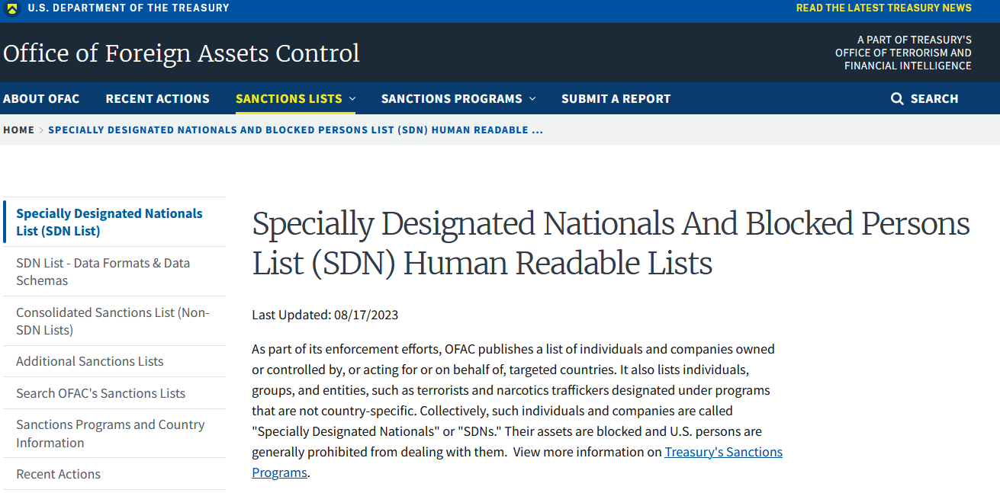 U.S. DEPARTMENT OF THE TREASURY
READ THE LATEST TREASURY NEWS
Office of Foreign Assets Control
A PART OF TREASURY'S
OFFICE OF TERRORISM AND
FINANCIAL INTELLIGENCE
ABOUT OFAC
RECENT ACTIONS
SANCTIONS LISTS
SANCTIONS PROGRAMS
SUBMIT A REPORT
SEARCH
HOME > SPECIALLY DESIGNATED NATIONALS AND BLOCKED PERSONS LIST (SDN) HUMAN READABLE ...
Specially Designated Nationals
List (SDN List)
SDN List - Data Formats & Data
Schemas
Consolidated Sanctions List (Non-
SDN Lists)
Additional Sanctions Lists
Search OFAC's Sanctions Lists
Sanctions Programs and Country
Information
Recent Actions
Specially Designated Nationals And Blocked Persons
List (SDN) Human Readable Lists
Last Updated: 08/17/2023
As part of its enforcement efforts, OFAC publishes a list of individuals and companies owned
or controlled by, or acting for or on behalf of, targeted countries. It also lists individuals,
groups, and entities, such as terrorists and narcotics traffickers designated under programs
that are not country-specific. Collectively, such individuals and companies are called
"Specially Designated Nationals" or "SDNs." Their assets are blocked and U.S. persons are
generally prohibited from dealing with them.  View more information on Treasury's Sanctions
Programs.